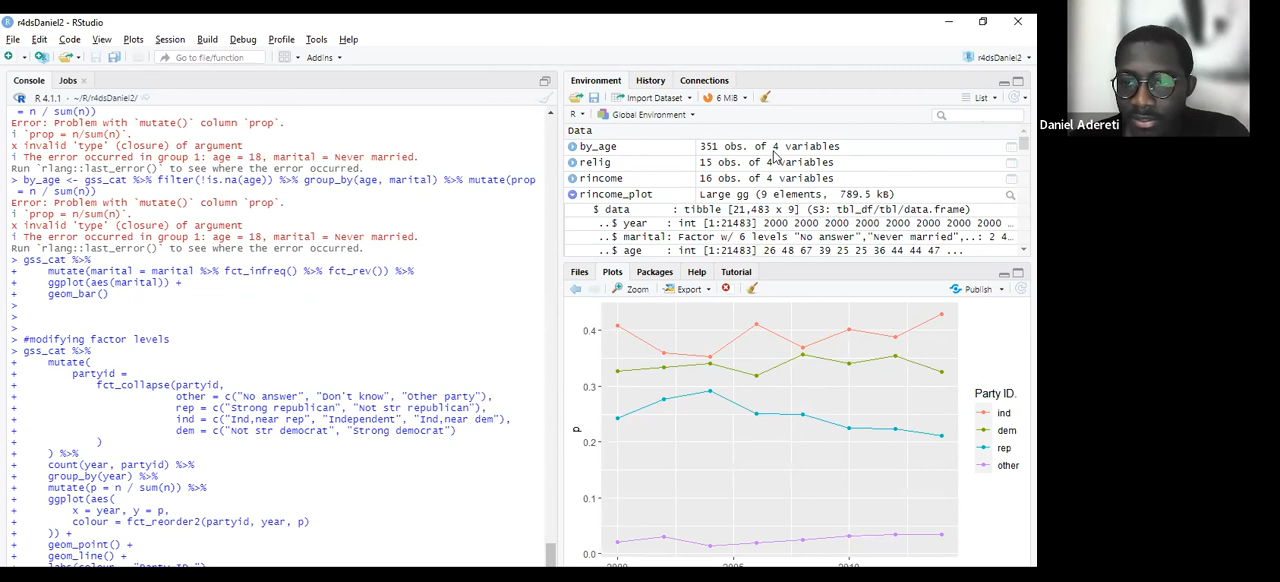 r4dsDaniel2 - RStudio
File Edit Code View Plots Session Build Debug Profile Tools Help
Go to file/function Addins r4dsDaniel2
Console Jobs
R 4.1.1 · ~/R/r4dsDaniel2/
= n / sum(n))
Error: Problem with `mutate()` column `prop`.
i `prop = n/sum(n)`.
x invalid 'type' (closure) of argument
i The error occurred in group 1: age = 18, marital = Never married.
Run `rlang::last_error()` to see where the error occurred.
> by_age <- gss_cat %>% filter(!is.na(age)) %>% group_by(age, marital) %>% mutate(prop
= n / sum(n))
Error: Problem with `mutate()` column `prop`.
i `prop = n/sum(n)`.
x invalid 'type' (closure) of argument
i The error occurred in group 1: age = 18, marital = Never married.
Run `rlang::last_error()` to see where the error occurred.
> gss_cat %>%
+ mutate(marital = marital %>% fct_infreq() %>% fct_rev()) %>%
+ ggplot(aes(marital)) +
+ geom_bar()
>
>
>
> #modifying factor levels
> gss_cat %>%
+ mutate(
+ partyid =
+ fct_collapse(partyid,
+ other = c("No answer", "Don't know", "Other party"),
+ rep = c("Strong republican", "Not str republican"),
+ ind = c("Ind,near rep", "Independent", "Ind,near dem"),
+ dem = c("Not str democrat", "Strong democrat")
+ )
+ ) %>%
+ count(year, partyid) %>%
+ group_by(year) %>%
+ mutate(p = n / sum(n)) %>%
+ ggplot(aes(
+ x = year, y = p,
+ colour = fct_reorder2(partyid, year, p)
+ )) +
+ geom_point() +
+ geom_line() +
Environment History Connections
Import Dataset 6 MiB List
R Global Environment
Data
by_age 351 obs. of 4 variables
relig 15 obs. of 4 variables
rincome 16 obs. of 4 variables
rincome_plot Large gg (9 elements, 789.5 kB)
$ data : tibble [21,483 x 9] (S3: tbl_df/tbl/data.frame)
..$ year : int [1:21483] 2000 2000 2000 2000 2000 2000 2000 ...
..$ marital: Factor w/ 6 levels "No answer","Never married",..: 2 4…
..$ age : int [1:21483] 26 48 67 39 25 25 36 44 44 47 ...
Files Plots Packages Help Tutorial
Zoom Export Publish
0.4
0.3
0.2
0.1
0.0
p
Party ID.
ind
dem
rep
other
Daniel Adereti